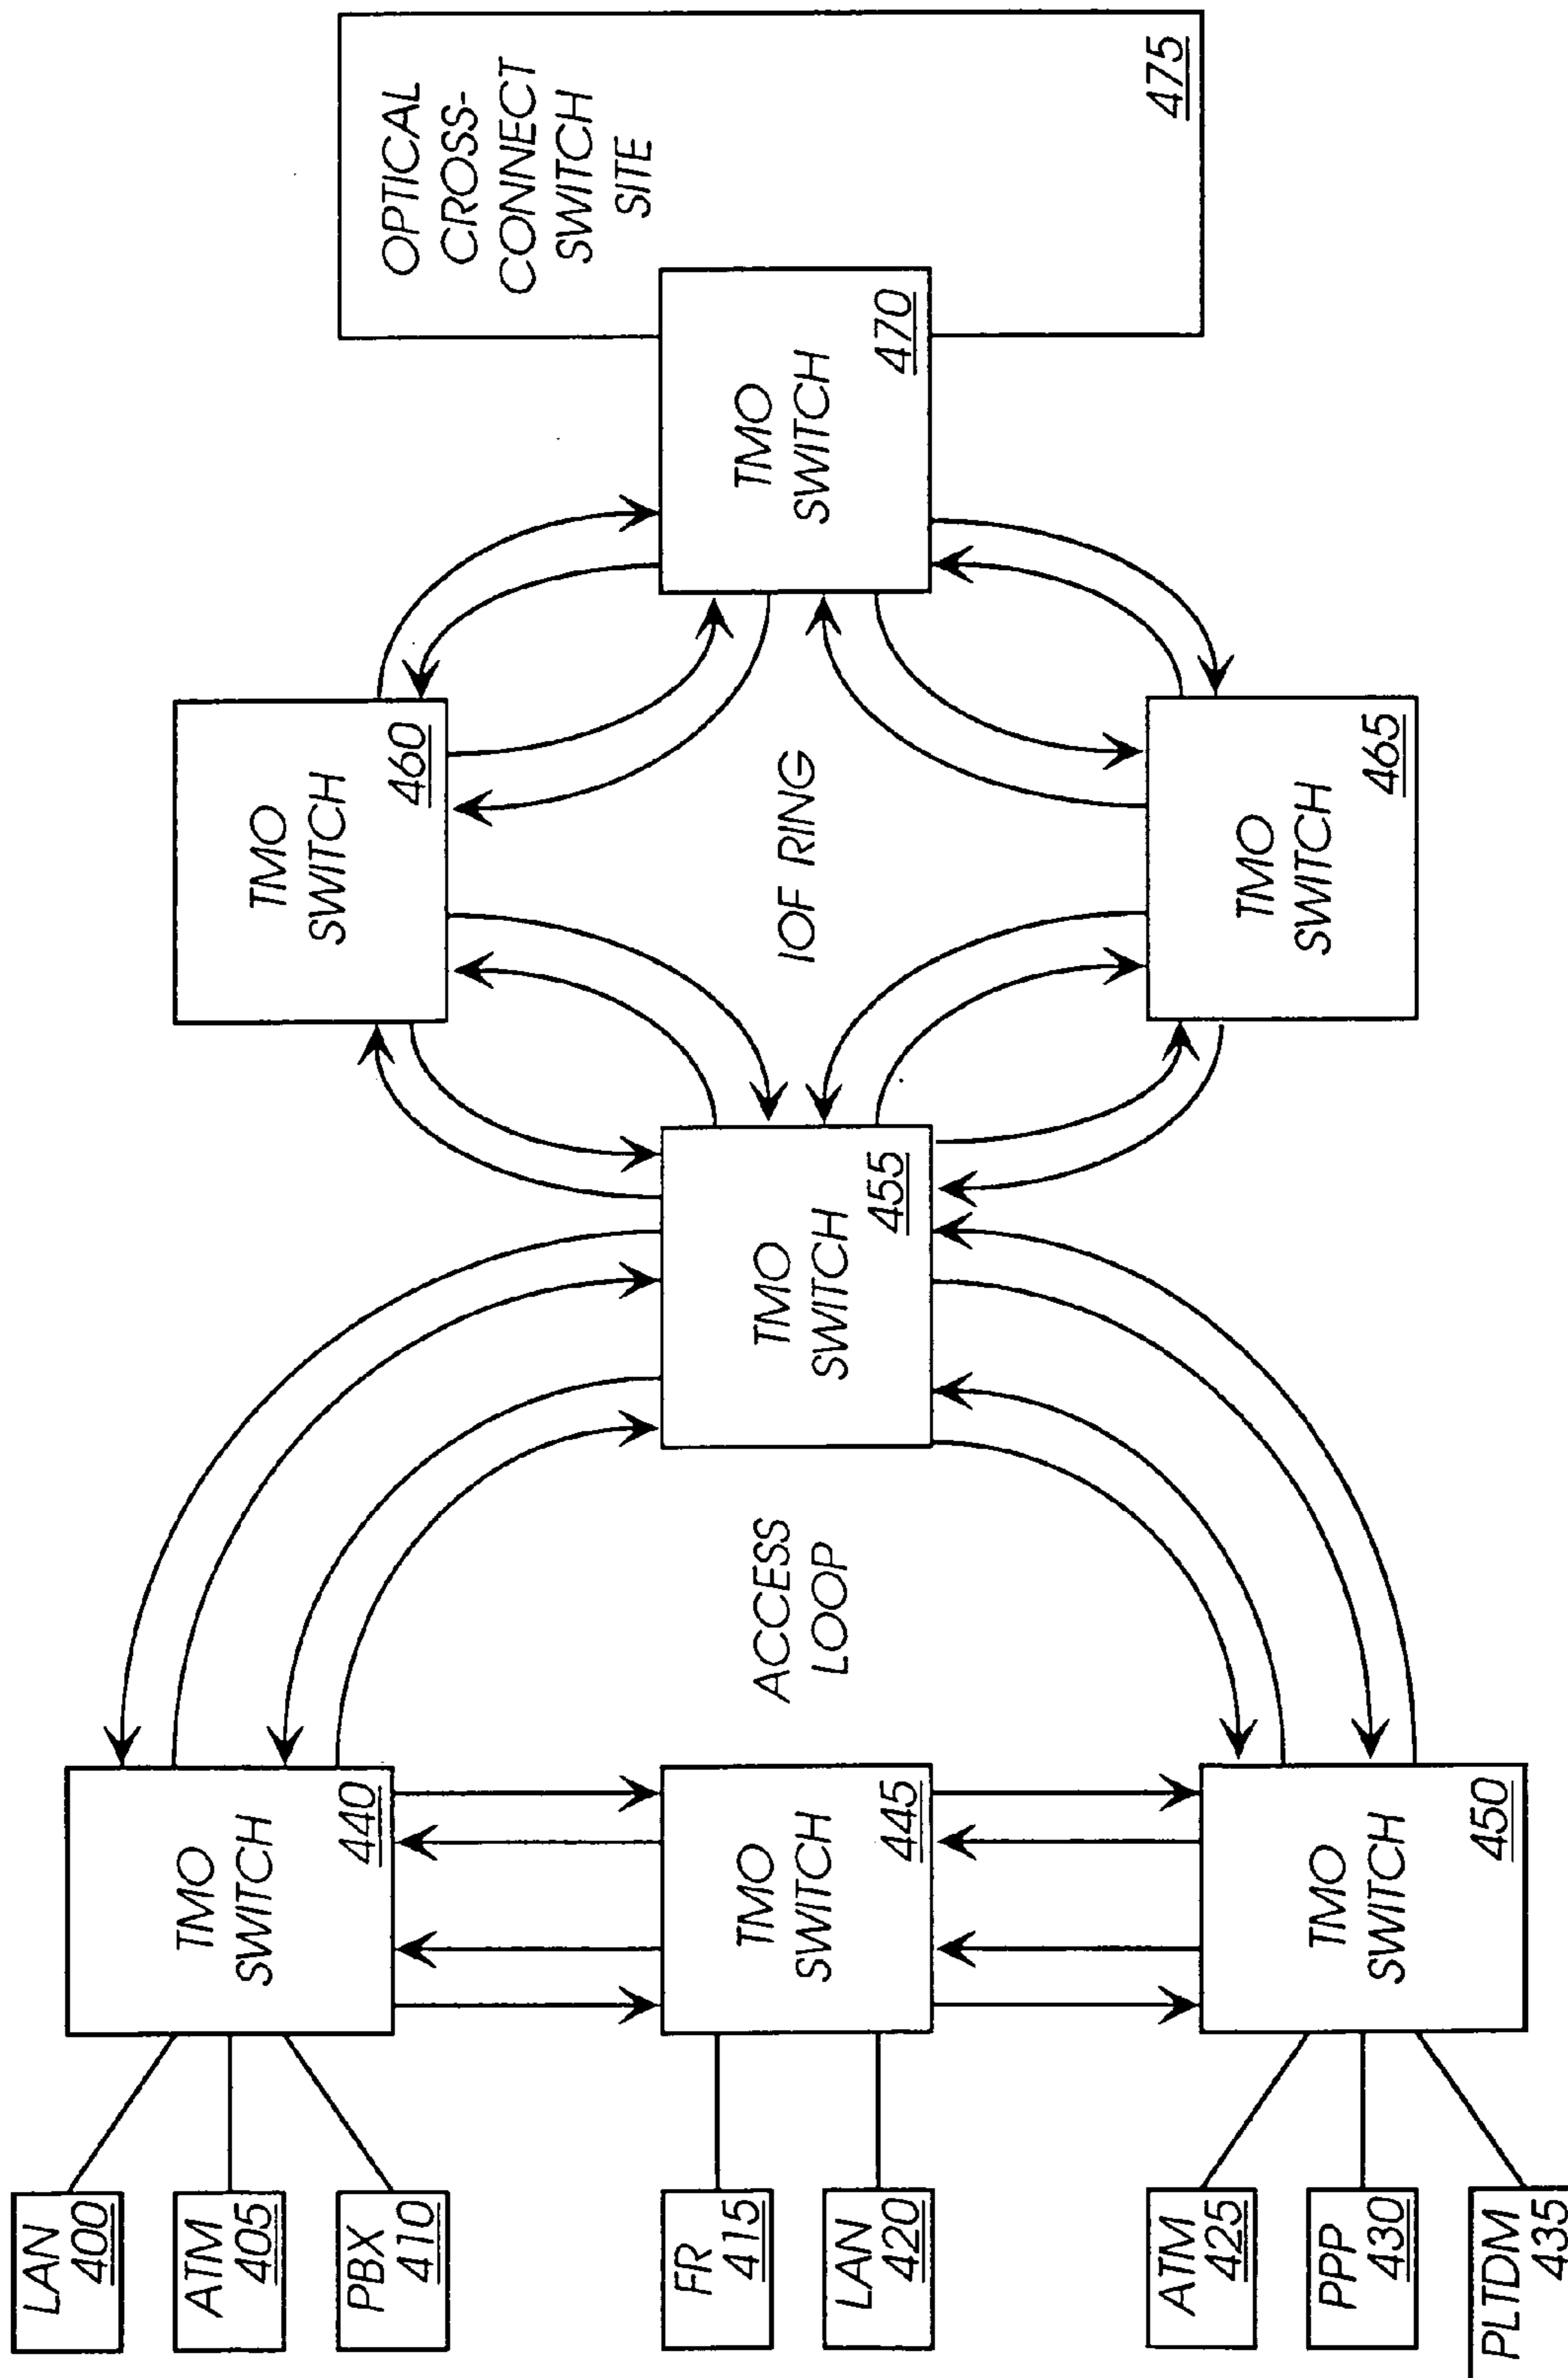 LAN
400
ATM
405
PBX
410
FR
415
LAN
420
ATM
425
PPP
430
PLTDM
435
TMO
SWITCH
440
TMO
SWITCH
445
TMO
SWITCH
450
ACCESS
LOOP
TMO
SWITCH
455
TMO
SWITCH
460
IOF RING
TMO
SWITCH
465
TMO
SWITCH
470
OPTICAL
CROSS-
CONNECT
SWITCH
SITE
475